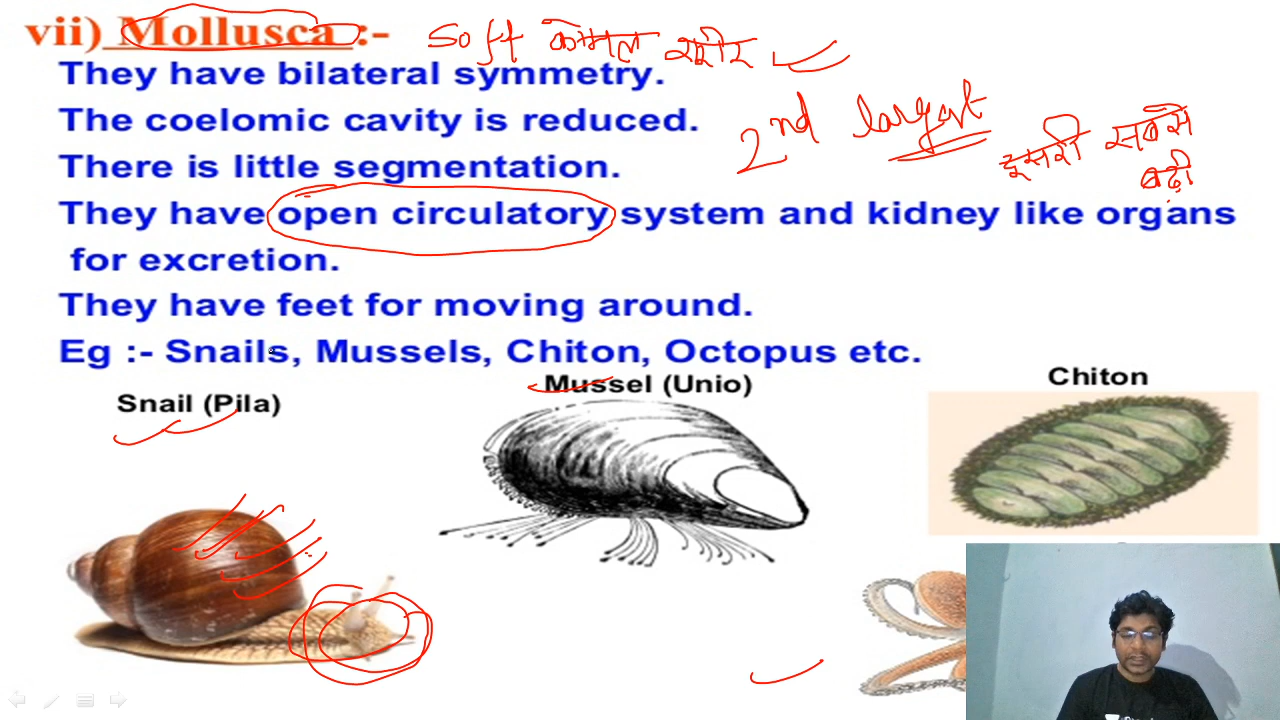 vii) Mollusca :-
soft कोमल शरीर
They have bilateral symmetry.
The coelomic cavity is reduced.
2nd largest
दूसरी सबसे
बड़ी
There is little segmentation.
They have open circulatory system and kidney like organs
for excretion.
They have feet for moving around.
Eg :- Snails, Mussels, Chiton, Octopus etc.
Snail (Pila)
Mussel (Unio)
Chiton